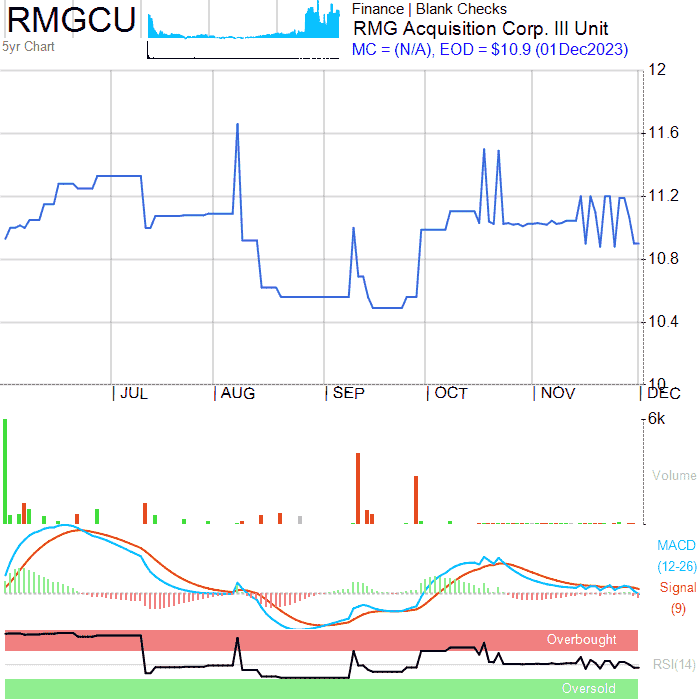 RMGCU
5yr Chart
Finance | Blank Checks
RMG Acquisition Corp. III Unit
MC = (N/A), EOD = $10.9 (01Dec2023)
12
11.6
11.2
10.8
10.4
10
JUL
AUG
SEP
OCT
NOV
DEC
6k
Volume
MACD
(12-26)
Signal
(9)
Overbought
RSI(14)
Oversold